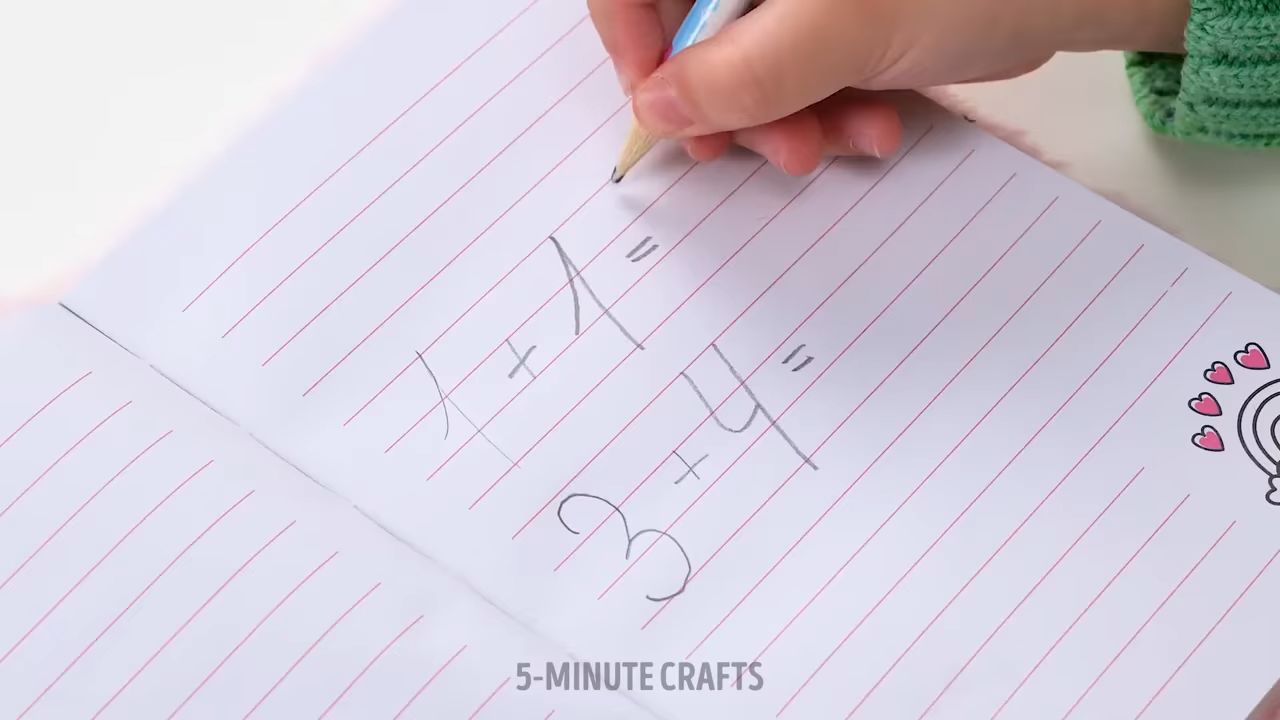 1 + 1 =
3 + 4 =
5-MINUTE CRAFTS